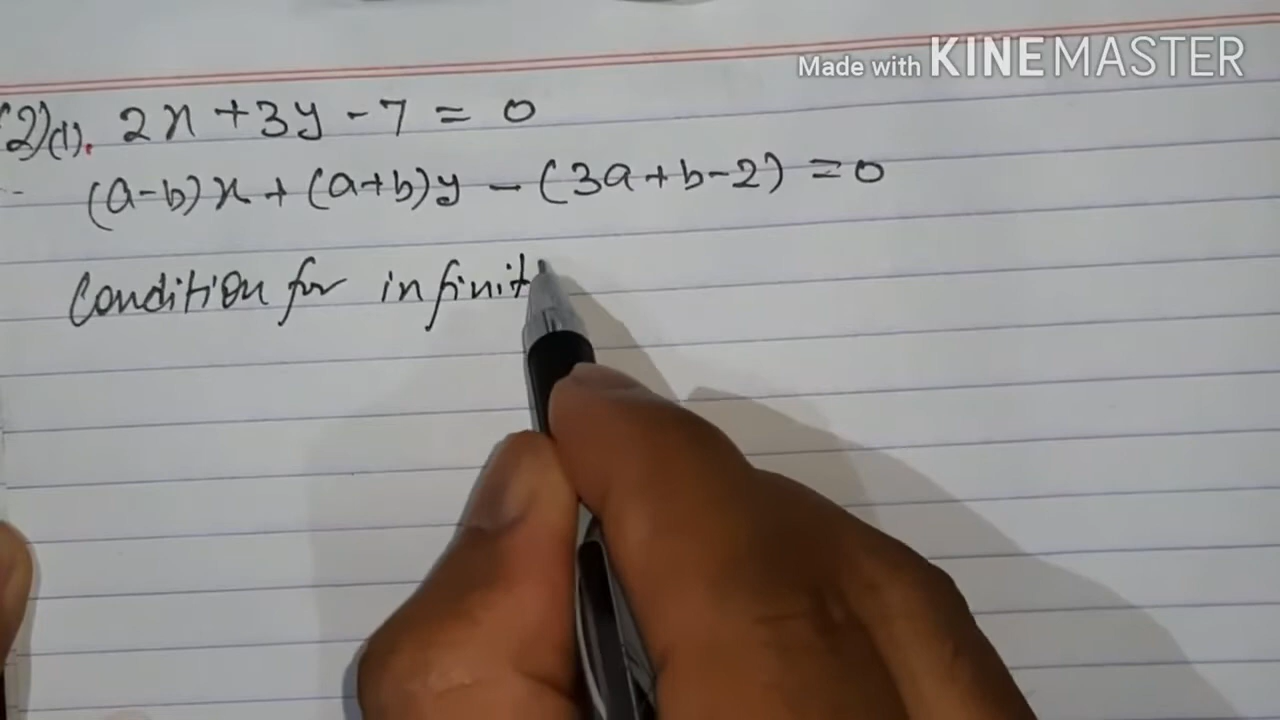 Made with KINEMASTER
(2)(1). 2x + 3y - 7 = 0
(a-b)x + (a+b)y - (3a+b-2) = 0
Condition for infinit